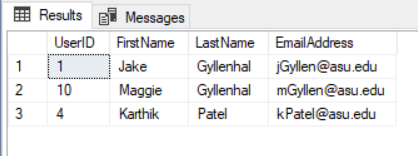 Results Messages
UserID FirstName LastName EmailAddress
1 1 Jake Gyllenhal jGyllen@asu.edu
2 10 Maggie Gyllenhal mGyllen@asu.edu
3 4 Karthik Patel kPatel@asu.edu